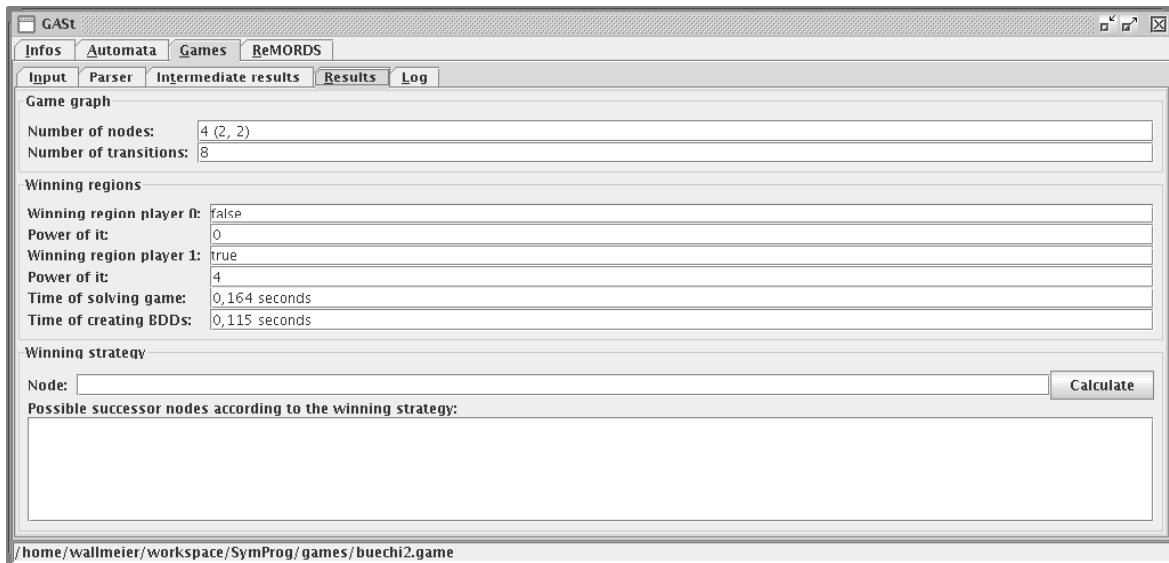 GASt
Infos Automata Games ReMORDS
Input Parser Intermediate results Results Log
Game graph
Number of nodes: 4 (2, 2)
Number of transitions: 8
Winning regions
Winning region player 0: false
Power of it: 0
Winning region player 1: true
Power of it: 4
Time of solving game: 0,164 seconds
Time of creating BDDs: 0,115 seconds
Winning strategy
Node: Calculate
Possible successor nodes according to the winning strategy:
/home/wallmeier/workspace/SymProg/games/buechi2.game